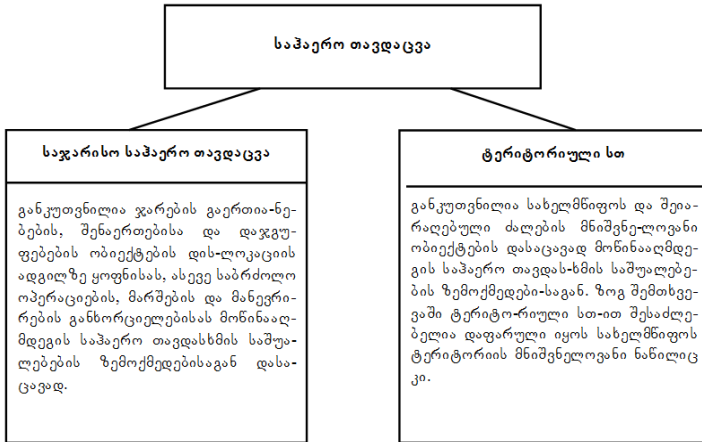 საჰაერო თავდაცვა
საჯარისო საჰაერო თავდაცვა
განკუთვნილია ჯარების გაერთია-ნე-
ბების, შენაერთებისა და დაჯგუ-
ფებების ობიექტების დის-ლოკაციის
ადგილზე ყოფნისას, ასევე საბრძოლო
ოპერაციების, მარშების და მანევრი-
რების განხორციელებისას მოწინააღ-
მდეგის საჰაერო თავდასხმის საშუა-
ლებების ზემოქმედებისაგან დასა-
ცავად.
ტერიტორიული სთ
განკუთვნილია სახელმწიფოს და შეია-
რაღებული ძალების მნიშვნე-ლოვანი
ობიექტების დასაცავად მოწინააღმდე-
გის საჰაერო თავდას-ხმის საშუალებე-
ბის ზემოქმედები-საგან. ზოგ შემთხვე-
ვაში ტერიტო-რიული სთ-ით შესაძლე-
ბელია დაფარული იყოს სახელმწიფოს
ტერიტორიის მნიშვნელოვანი ნაწილიც
კი.